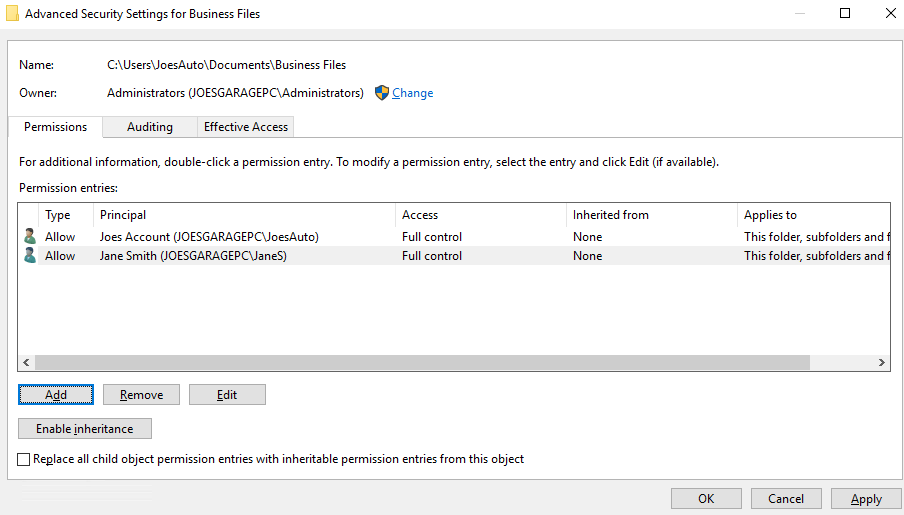 Advanced Security Settings for Business Files
Name: C:\Users\JoesAuto\Documents\Business Files
Owner: Administrators (JOESGARAGEPC\Administrators) Change
Permissions Auditing Effective Access
For additional information, double-click a permission entry. To modify a permission entry, select the entry and click Edit (if available).
Permission entries:
Type Principal Access Inherited from Applies to
Allow Joes Account (JOESGARAGEPC\JoesAuto) Full control None This folder, subfolders and f
Allow Jane Smith (JOESGARAGEPC\JaneS) Full control None This folder, subfolders and f
Add Remove Edit
Enable inheritance
Replace all child object permission entries with inheritable permission entries from this object
OK Cancel Apply